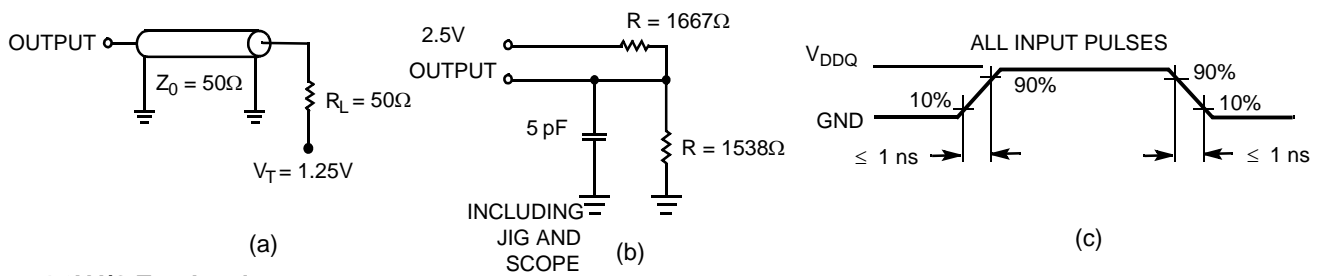 OUTPUT
Z0 = 50Ω
RL = 50Ω
VT = 1.25V
(a)
R = 1667Ω
2.5V
OUTPUT
5 pF
R = 1538Ω
INCLUDING
JIG AND
SCOPE
(b)
ALL INPUT PULSES
VDDQ
GND
10%
90%
90%
10%
≤ 1 ns
≤ 1 ns
(c)